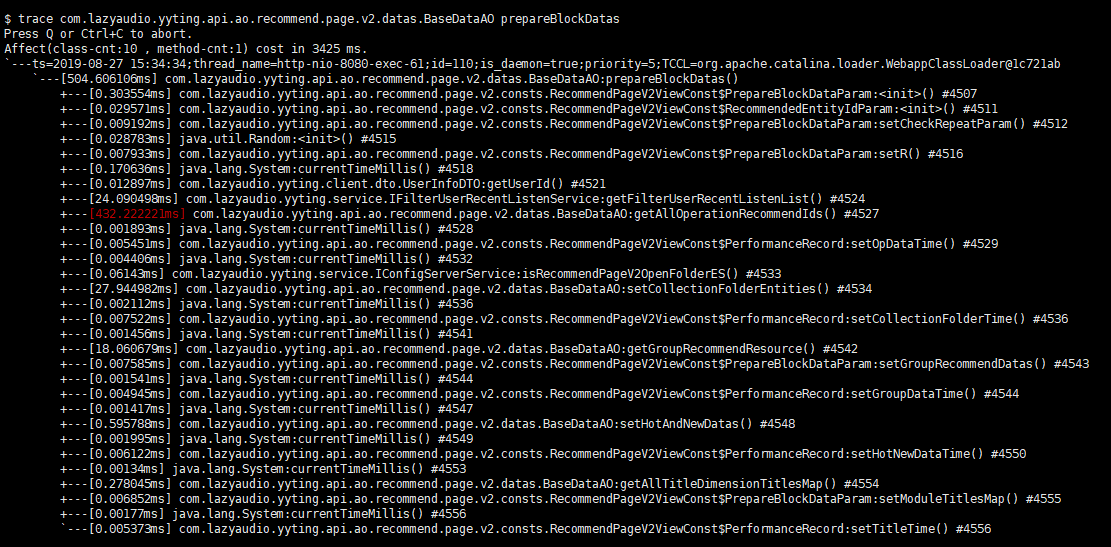 $ trace com.lazyaudio.yyting.api.ao.recommend.page.v2.datas.BaseDataAO prepareBlockDatas
Press Q or Ctrl+C to abort.
Affect(class-cnt:10 , method-cnt:1) cost in 3425 ms.
`---ts=2019-08-27 15:34:34;thread_name=http-nio-8080-exec-61;id=110;is_daemon=true;priority=5;TCCL=org.apache.catalina.loader.WebappClassLoader@1c721ab
    `---[504.606106ms] com.lazyaudio.yyting.api.ao.recommend.page.v2.datas.BaseDataAO:prepareBlockDatas()
        +---[0.303554ms] com.lazyaudio.yyting.api.ao.recommend.page.v2.consts.RecommendPageV2ViewConst$PrepareBlockDataParam:<init>() #4507
        +---[0.029571ms] com.lazyaudio.yyting.api.ao.recommend.page.v2.consts.RecommendPageV2ViewConst$RecommendedEntityIdParam:<init>() #4511
        +---[0.009192ms] com.lazyaudio.yyting.api.ao.recommend.page.v2.consts.RecommendPageV2ViewConst$PrepareBlockDataParam:setCheckRepeatParam() #4512
        +---[0.028783ms] java.util.Random:<init>() #4515
        +---[0.007933ms] com.lazyaudio.yyting.api.ao.recommend.page.v2.consts.RecommendPageV2ViewConst$PrepareBlockDataParam:setR() #4516
        +---[0.170636ms] java.lang.System:currentTimeMillis() #4518
        +---[0.012897ms] com.lazyaudio.yyting.client.dto.UserInfoDTO:getUserId() #4521
        +---[24.090498ms] com.lazyaudio.yyting.service.IFilterUserRecentListenService:getFilterUserRecentListenList() #4524
        +---[432.222221ms] com.lazyaudio.yyting.api.ao.recommend.page.v2.datas.BaseDataAO:getAllOperationRecommendIds() #4527
        +---[0.001893ms] java.lang.System:currentTimeMillis() #4528
        +---[0.005451ms] com.lazyaudio.yyting.api.ao.recommend.page.v2.consts.RecommendPageV2ViewConst$PerformanceRecord:setOpDataTime() #4529
        +---[0.004406ms] java.lang.System:currentTimeMillis() #4532
        +---[0.06143ms] com.lazyaudio.yyting.service.IConfigServerService:isRecommendPageV2OpenFolderES() #4533
        +---[27.944982ms] com.lazyaudio.yyting.api.ao.recommend.page.v2.datas.BaseDataAO:setCollectionFolderEntities() #4534
        +---[0.002112ms] java.lang.System:currentTimeMillis() #4536
        +---[0.007522ms] com.lazyaudio.yyting.api.ao.recommend.page.v2.consts.RecommendPageV2ViewConst$PerformanceRecord:setCollectionFolderTime() #4536
        +---[0.001456ms] java.lang.System:currentTimeMillis() #4541
        +---[18.060679ms] com.lazyaudio.yyting.api.ao.recommend.page.v2.datas.BaseDataAO:getGroupRecommendResource() #4542
        +---[0.007585ms] com.lazyaudio.yyting.api.ao.recommend.page.v2.consts.RecommendPageV2ViewConst$PrepareBlockDataParam:setGroupRecommendDatas() #4543
        +---[0.001541ms] java.lang.System:currentTimeMillis() #4544
        +---[0.004945ms] com.lazyaudio.yyting.api.ao.recommend.page.v2.consts.RecommendPageV2ViewConst$PerformanceRecord:setGroupDataTime() #4544
        +---[0.001417ms] java.lang.System:currentTimeMillis() #4547
        +---[0.595788ms] com.lazyaudio.yyting.api.ao.recommend.page.v2.datas.BaseDataAO:setHotAndNewDatas() #4548
        +---[0.001995ms] java.lang.System:currentTimeMillis() #4549
        +---[0.006122ms] com.lazyaudio.yyting.api.ao.recommend.page.v2.consts.RecommendPageV2ViewConst$PerformanceRecord:setHotNewDataTime() #4550
        +---[0.00134ms] java.lang.System:currentTimeMillis() #4553
        +---[0.278045ms] com.lazyaudio.yyting.api.ao.recommend.page.v2.datas.BaseDataAO:getAllTitleDimensionTitlesMap() #4554
        +---[0.006852ms] com.lazyaudio.yyting.api.ao.recommend.page.v2.consts.RecommendPageV2ViewConst$PrepareBlockDataParam:setModuleTitlesMap() #4555
        +---[0.00177ms] java.lang.System:currentTimeMillis() #4556
        `---[0.005373ms] com.lazyaudio.yyting.api.ao.recommend.page.v2.consts.RecommendPageV2ViewConst$PerformanceRecord:setTitleTime() #4556